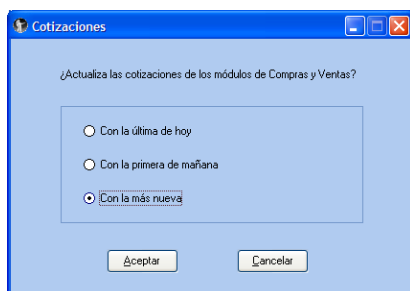 Cotizaciones
¿Actualiza las cotizaciones de los módulos de Compras y Ventas?
Con la última de hoy
Con la primera de mañana
Con la más nueva
Aceptar
Cancelar